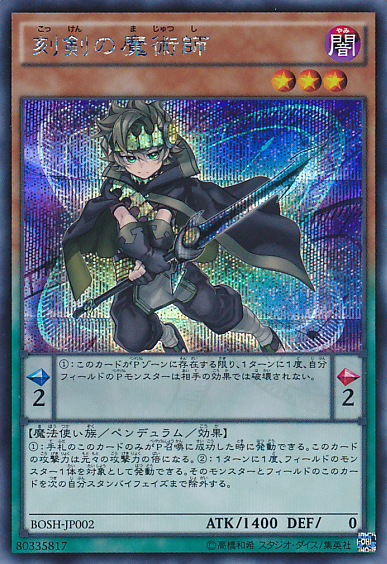 刻剣の魔術師
闇
①:このカードがPゾーンに存在する限り、1ターンに1度、自分
フィールドのPモンスターは相手の効果では破壊されない。
2
2
【魔法使い族/ペンデュラム/効果】
①:手札のこのカードのみがP召喚に成功した時に発動できる。このカード
の攻撃力は元々の攻撃力の倍になる。②:1ターンに1度、フィールドのモン
スター1体を対象として発動できる。そのモンスターとフィールドのこのカー
ドを次の自分スタンバイフェイズまで除外する。
BOSH-JP002
ATK/1400 DEF/ 0
80335817
©高橋和希 スタジオ・ダイス/集英社